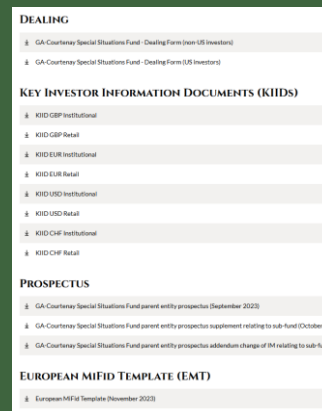 DEALING
GA-Courtenay Special Situations Fund - Dealing Form (non-US investors)
GA-Courtenay Special Situations Fund - Dealing Form (US Investors)
KEY INVESTOR INFORMATION DOCUMENTS (KIIDS)
KIID GBP Institutional
KIID GBP Retail
KIID EUR Institutional
KIID EUR Retail
KIID USD Institutional
KIID USD Retail
KIID CHF Institutional
KIID CHF Retail
PROSPECTUS
GA-Courtenay Special Situations Fund parent entity prospectus (September 2023)
GA-Courtenay Special Situations Fund parent entity prospectus supplement relating to sub-fund (October
GA-Courtenay Special Situations Fund parent entity prospectus addendum change of IM relating to sub-fu
EUROPEAN MIFID TEMPLATE (EMT)
European MiFid Template (November 2023)